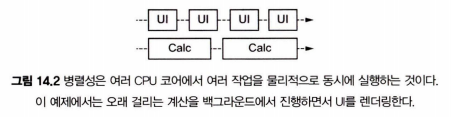 UI UI UI UI
Calc Calc
그림 14.2 병렬성은 여러 CPU 코어에서 여러 작업을 물리적으로 동시에 실행하는 것이다.
이 예제에서는 오래 걸리는 계산을 백그라운드에서 진행하면서 UI를 렌더링한다.